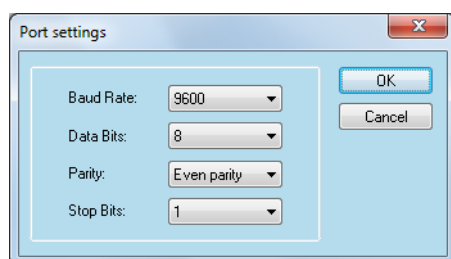 Port settings
OK
Baud Rate: 9600
Cancel
Data Bits: 8
Parity: Even parity
Stop Bits: 1